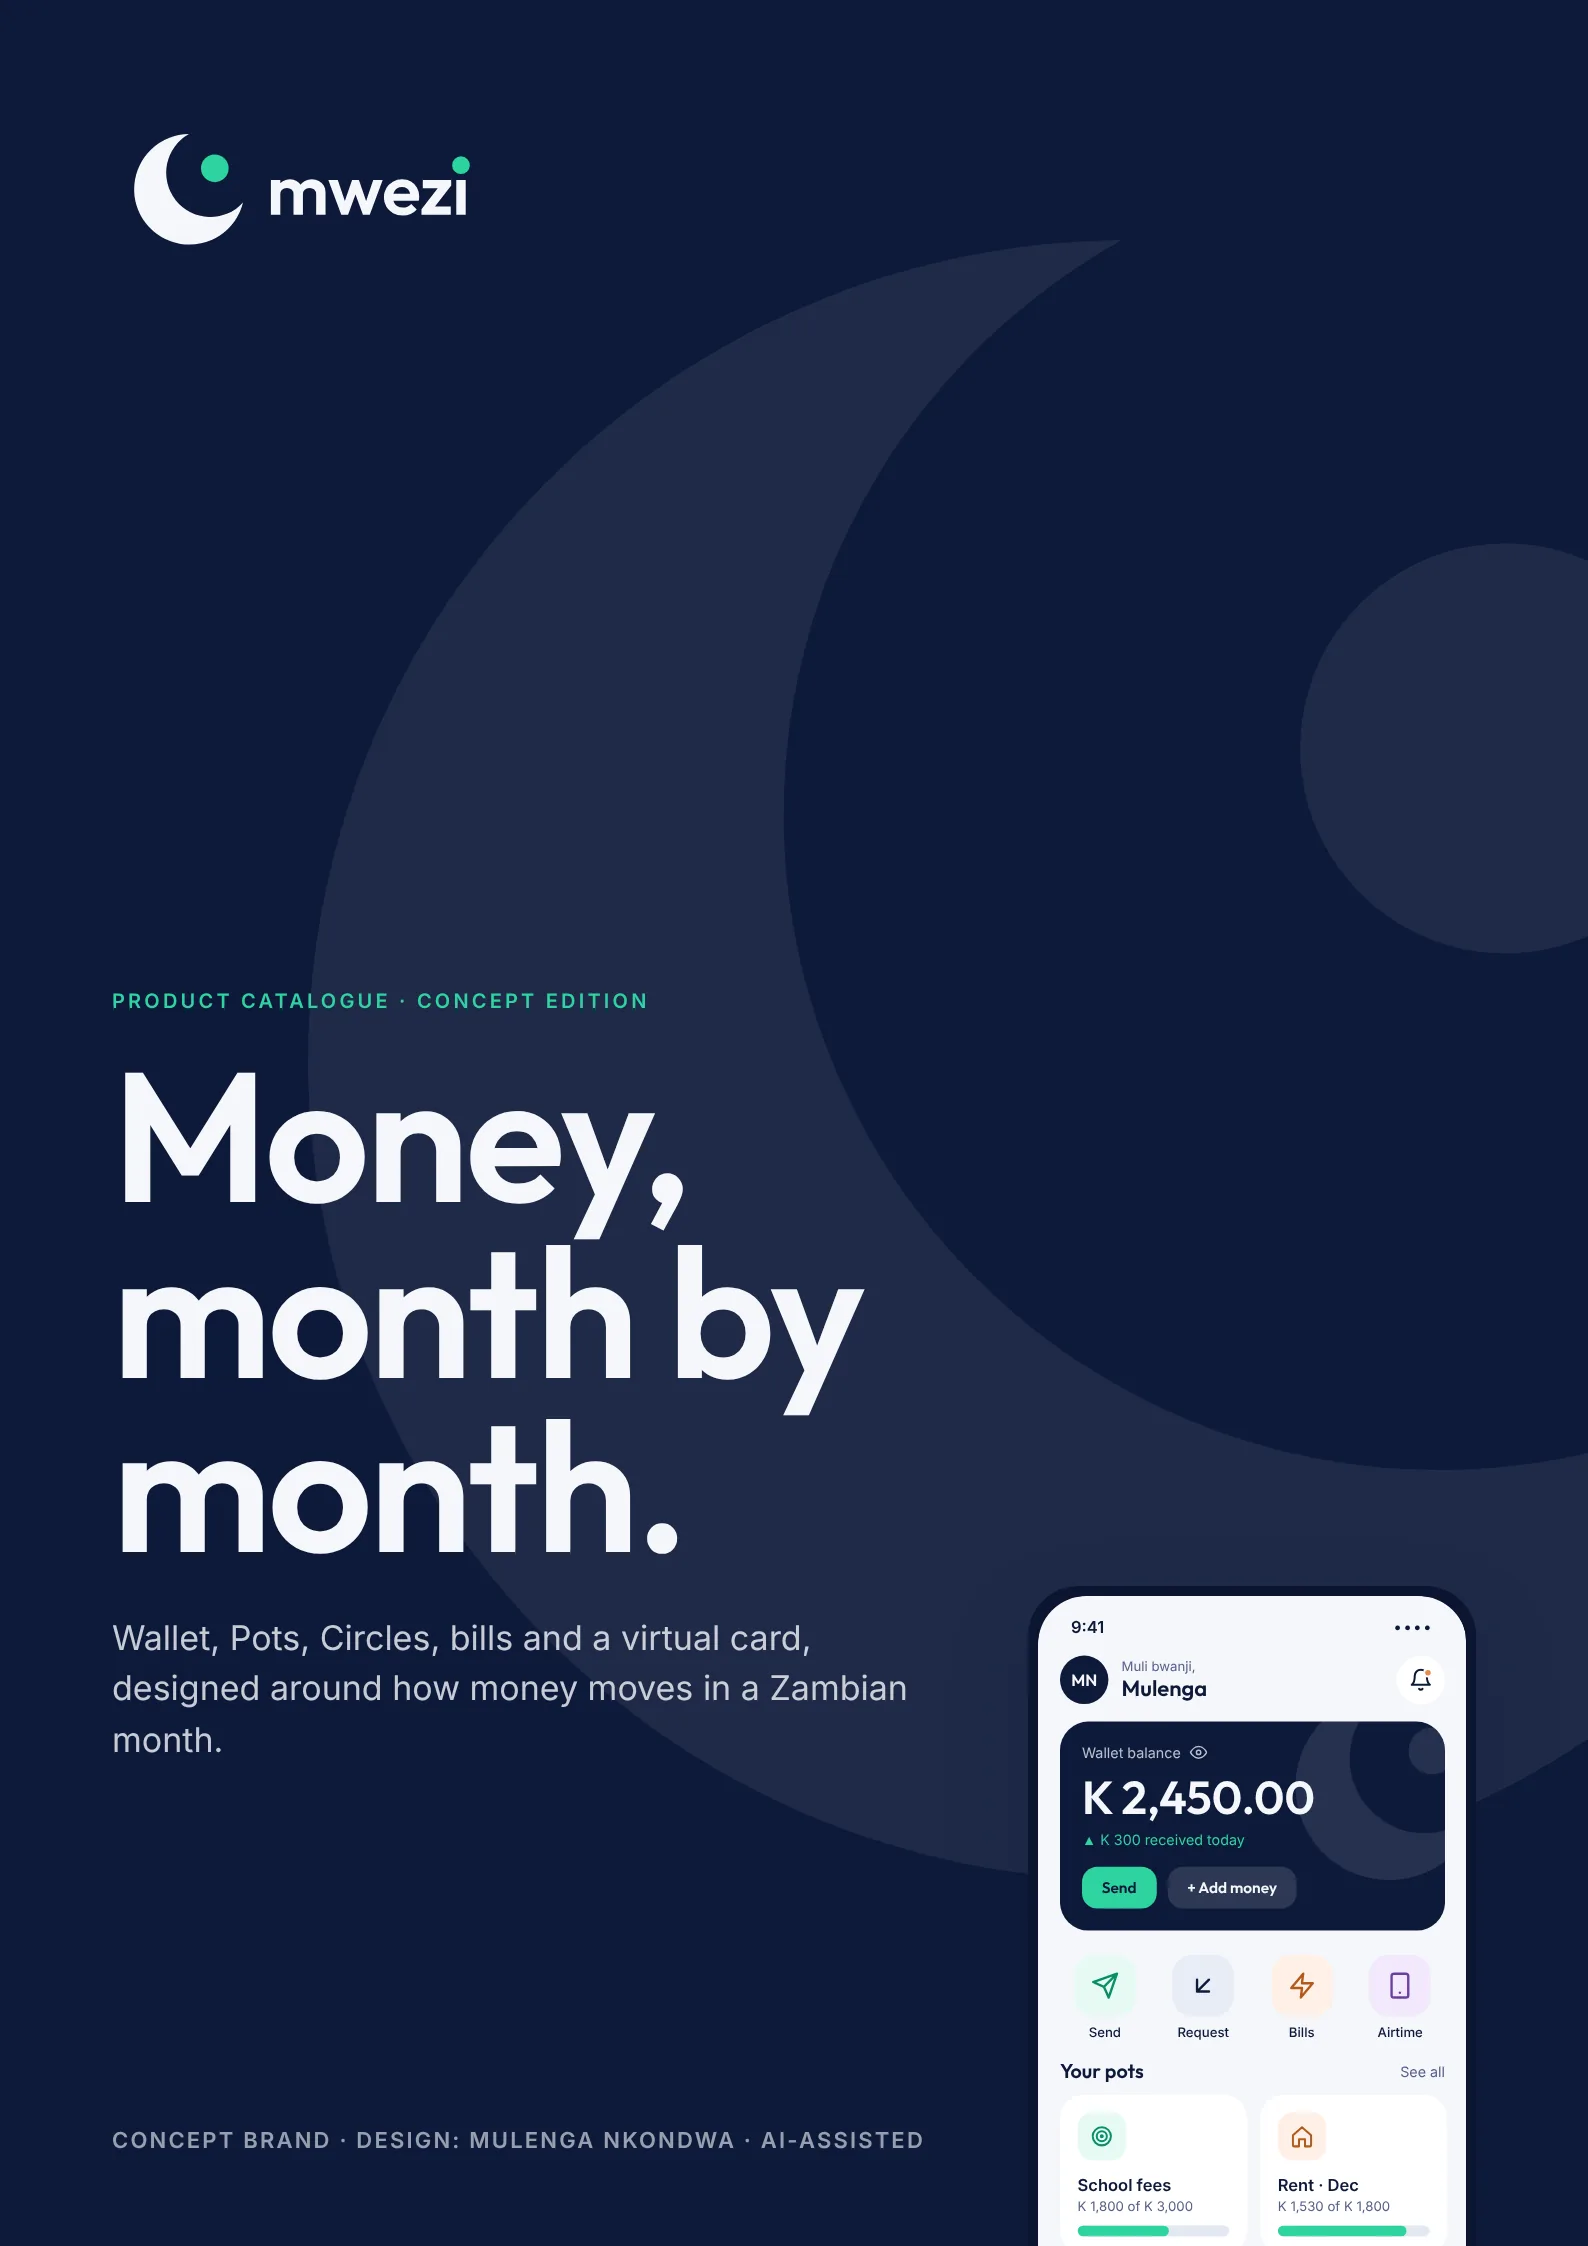 mwezi
PRODUCT CATALOGUE · CONCEPT EDITION
Money,
month by
month.
Wallet, Pots, Circles, bills and a virtual card,
designed around how money moves in a Zambian
month.
CONCEPT BRAND · DESIGN: MULENGA NKONDWA · AI-ASSISTED
9:41
MN
Muli bwanji,
Mulenga
Wallet balance
K 2,450.00
▲ K 300 received today
Send
+ Add money
Send
Request
Bills
Airtime
Your pots
See all
School fees
K 1,800 of K 3,000
Rent · Dec
K 1,530 of K 1,800